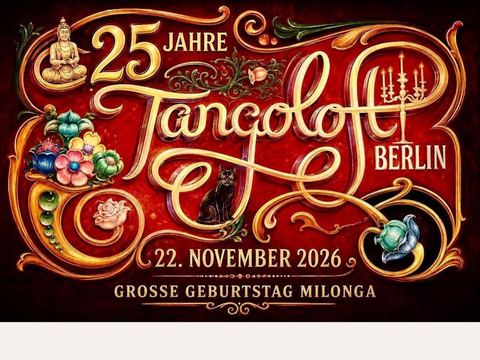 25 JAHRE
Tangoloft
BERLIN
22. NOVEMBER 2026
GROSSE GEBURTSTAG MILONGA